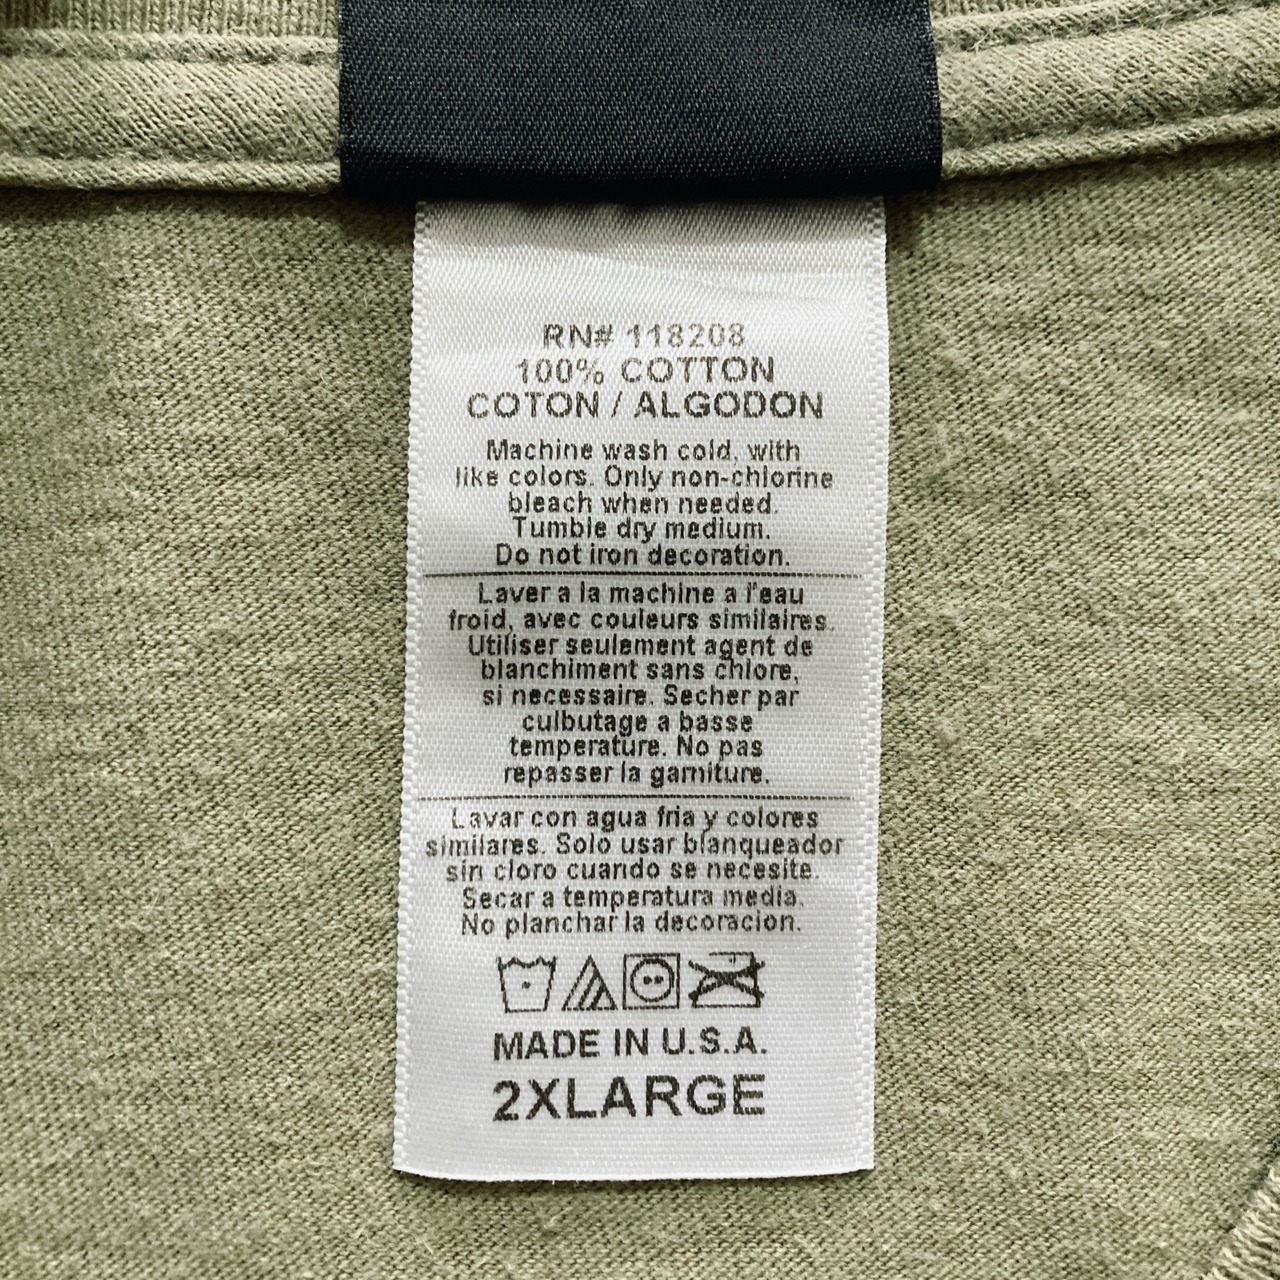 RN# 118208
100% COTTON
COTON / ALGODON
Machine wash cold, with
like colors. Only non-chlorine
bleach when needed.
Tumble dry medium.
Do not iron decoration.
Laver a la machine a l'eau
froid, avec couleurs similaires.
Utiliser seulement agent de
blanchiment sans chlore,
si necessaire. Secher par
culbutage a basse
temperature. No pas
repasser la garniture.
Lavar con agua fria y colores
similares. Solo usar blanqueador
sin cloro cuando se necesite.
Secar a temperatura media.
No planchar la decoracion.
MADE IN U.S.A.
2XLARGE